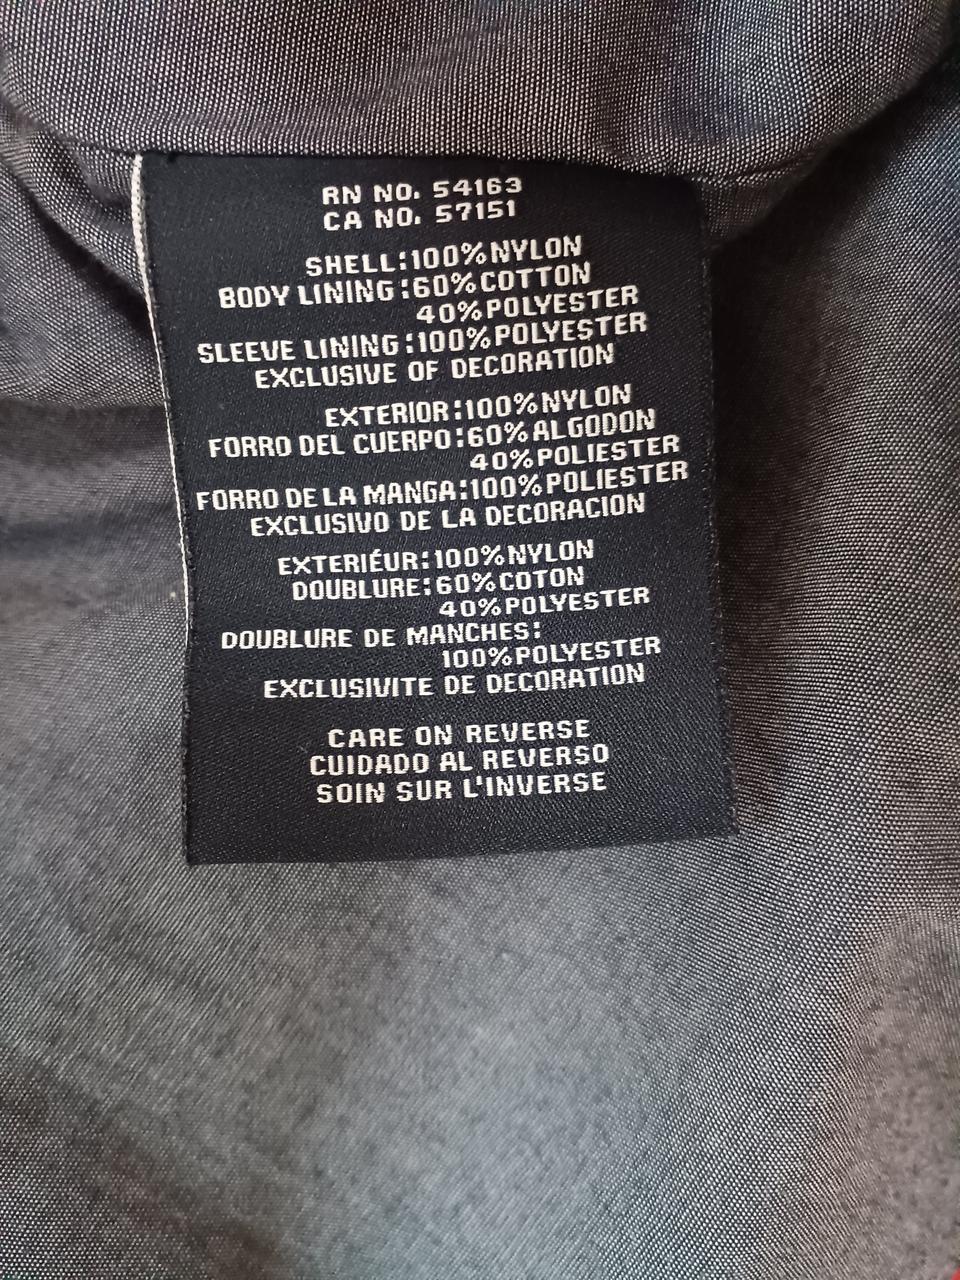 RN NO. 54163
CA NO. 57151
SHELL:100%NYLON
BODY LINING:60%COTTON
40%POLYESTER
SLEEVE LINING:100%POLYESTER
EXCLUSIVE OF DECORATION
EXTERIOR:100%NYLON
FORRO DEL CUERPO:60%ALGODON
40%POLIESTER
FORRO DE LA MANGA:100%POLIESTER
EXCLUSIVO DE LA DECORACION
EXTERIÉUR:100%NYLON
DOUBLURE:60%COTON
40%POLYESTER
DOUBLURE DE MANCHES:
100%POLYESTER
EXCLUSIVITE DE DECORATION
CARE ON REVERSE
CUIDADO AL REVERSO
SOIN SUR L'INVERSE